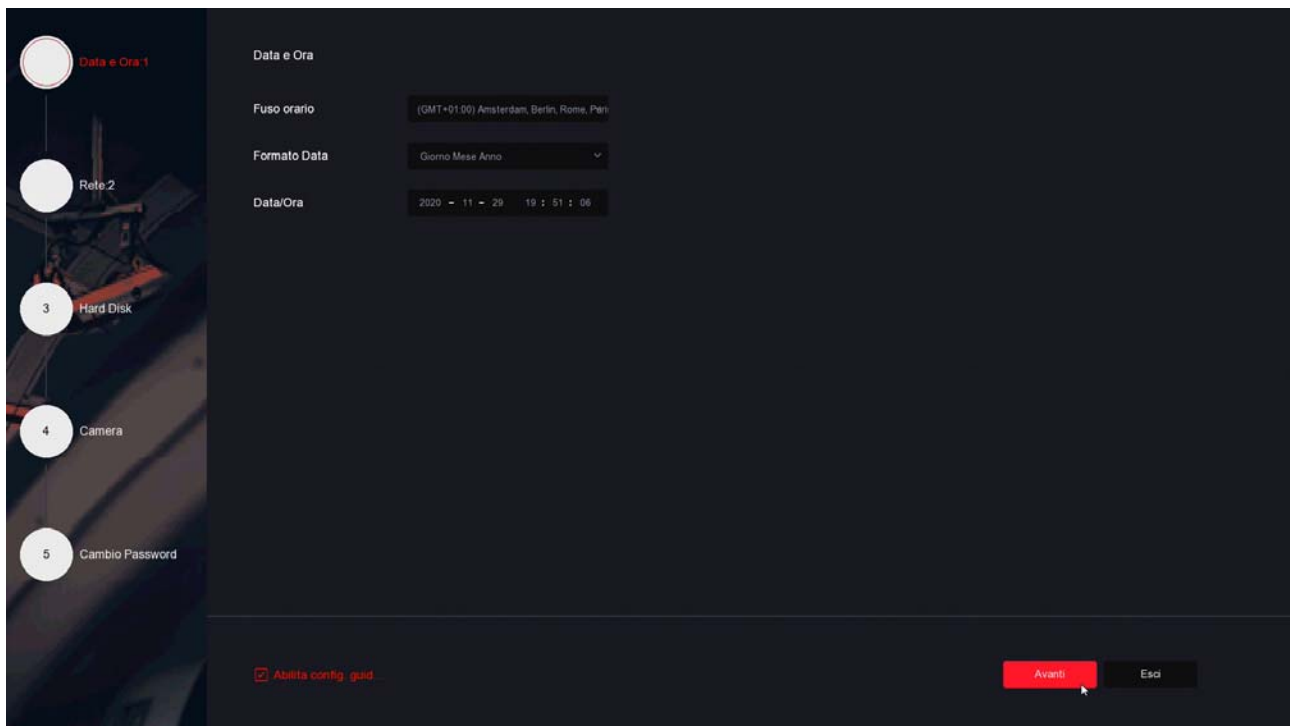 Data e Ora:1
Rete:2
3 Hard Disk
4 Camera
5 Cambio Password
Data e Ora
Fuso orario (GMT+01:00) Amsterdam, Berlin, Rome,
Formato Data Giorno Mese Anno
Data/Ora 2020 - 11 - 29 19 : 51 : 06
Abilita config. guid...
Avanti Esci